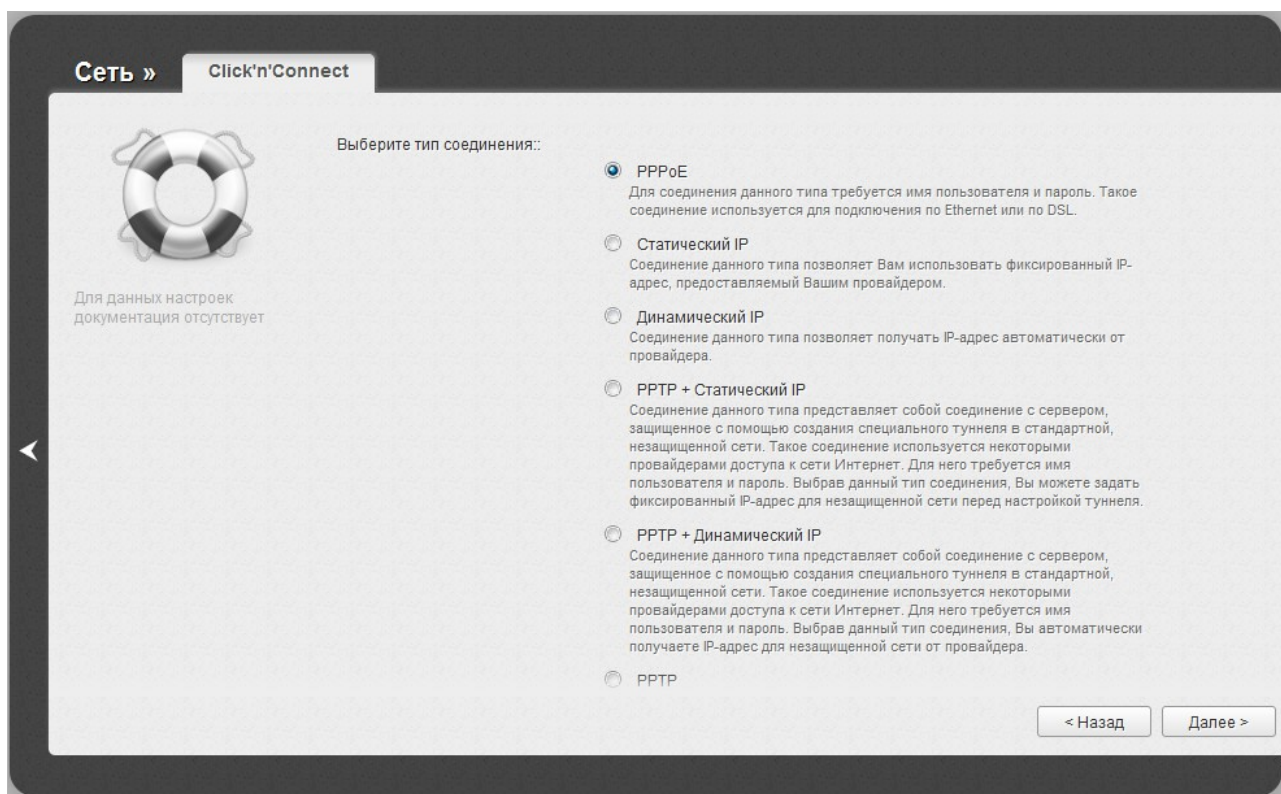 Сеть »
Click'n'Connect
Выберите тип соединения::
PPPoE
Для соединения данного типа требуется имя пользователя и пароль. Такое
соединение используется для подключения по Ethernet или по DSL.
Статический IP
Соединение данного типа позволяет Вам использовать фиксированный IP-
адрес, предоставляемый Вашим провайдером.
Для данных настроек
документация отсутствует
Динамический IP
Соединение данного типа позволяет получать IP-адрес автоматически от
провайдера.
PPTP + Статический IP
Соединение данного типа представляет собой соединение с сервером,
защищенное с помощью создания специального туннеля в стандартной,
незащищенной сети. Такое соединение используется некоторыми
провайдерами доступа к сети Интернет. Для него требуется имя
пользователя и пароль. Выбрав данный тип соединения, Вы можете задать
фиксированный IP-адрес для незащищенной сети перед настройкой туннеля.
PPTP + Динамический IP
Соединение данного типа представляет собой соединение с сервером,
защищенное с помощью создания специального туннеля в стандартной,
незащищенной сети. Такое соединение используется некоторыми
провайдерами доступа к сети Интернет. Для него требуется имя
пользователя и пароль. Выбрав данный тип соединения, Вы автоматически
получаете IP-адрес для незащищенной сети от провайдера.
PPTP
< Назад
Далее >